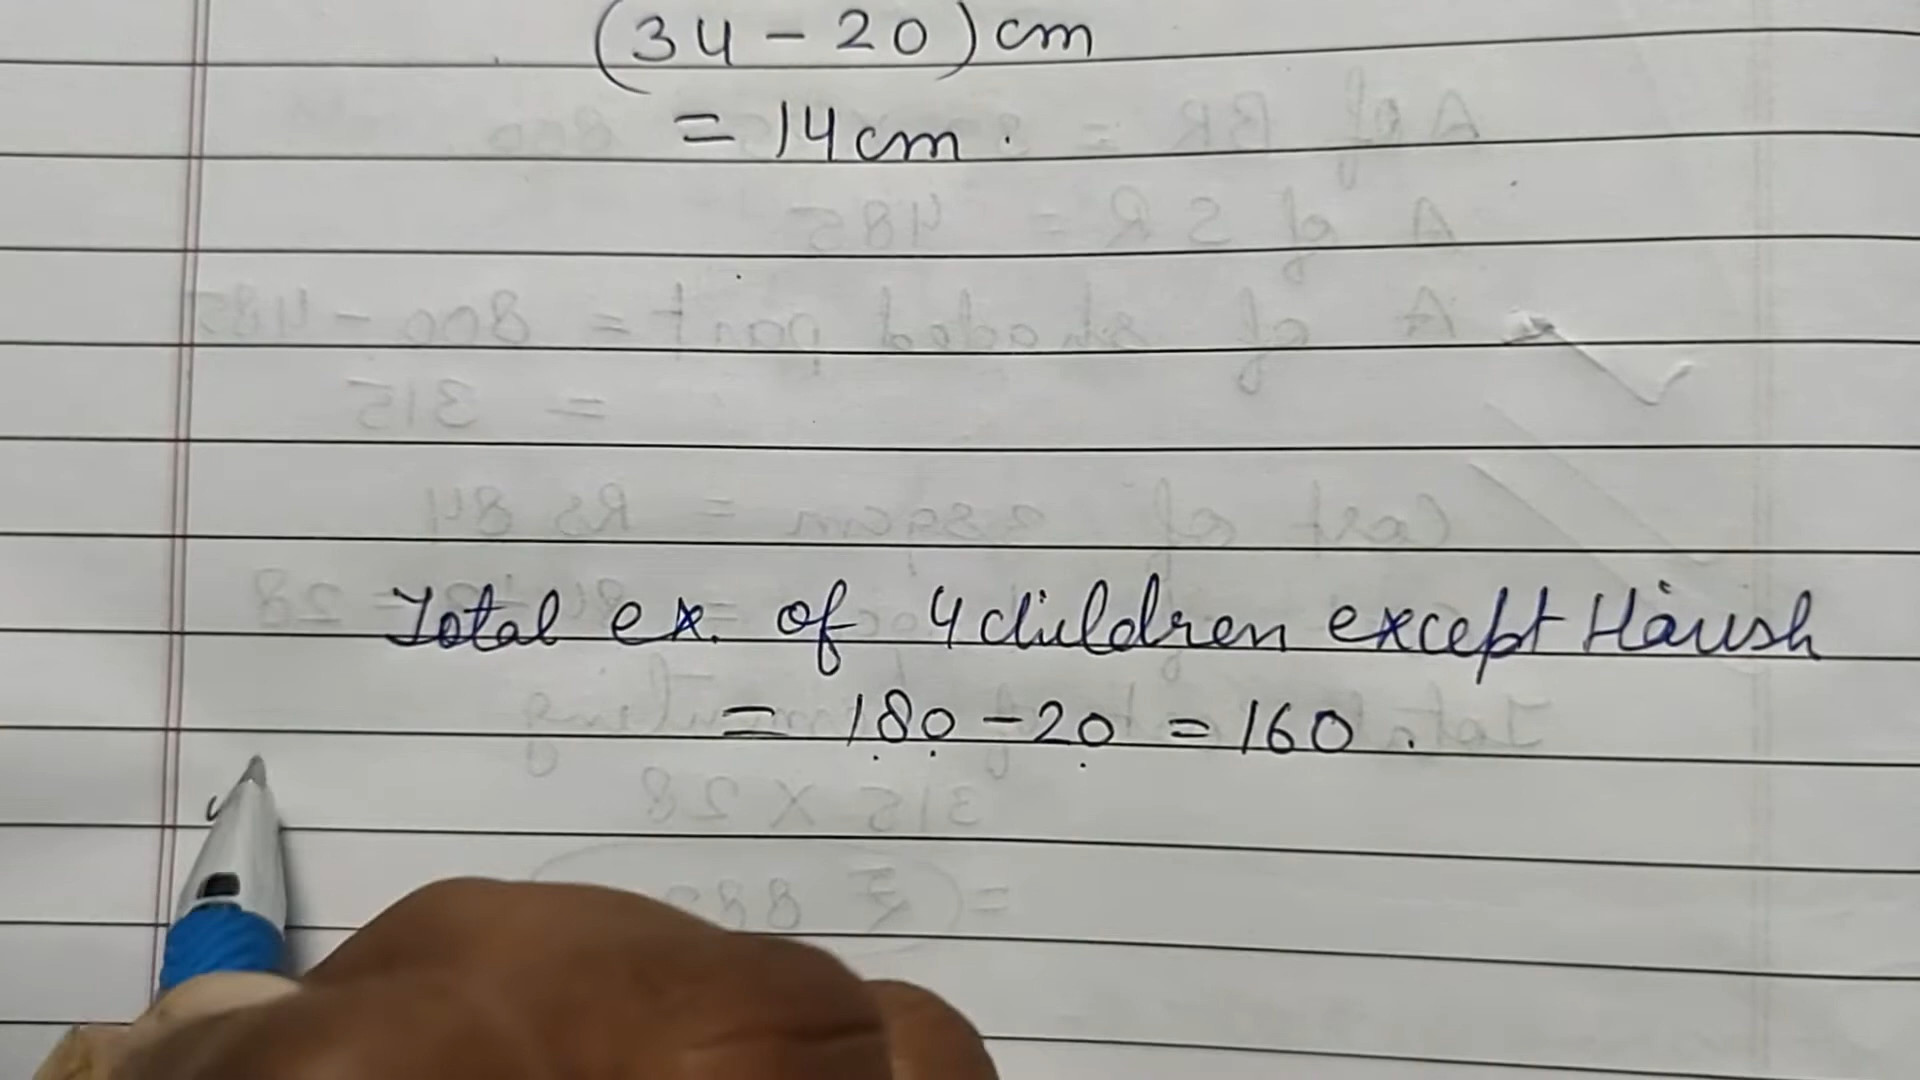 (34 - 20) cm
= 14 cm.
Total ex. of 4 children except Harish
= 180 - 20 = 160.